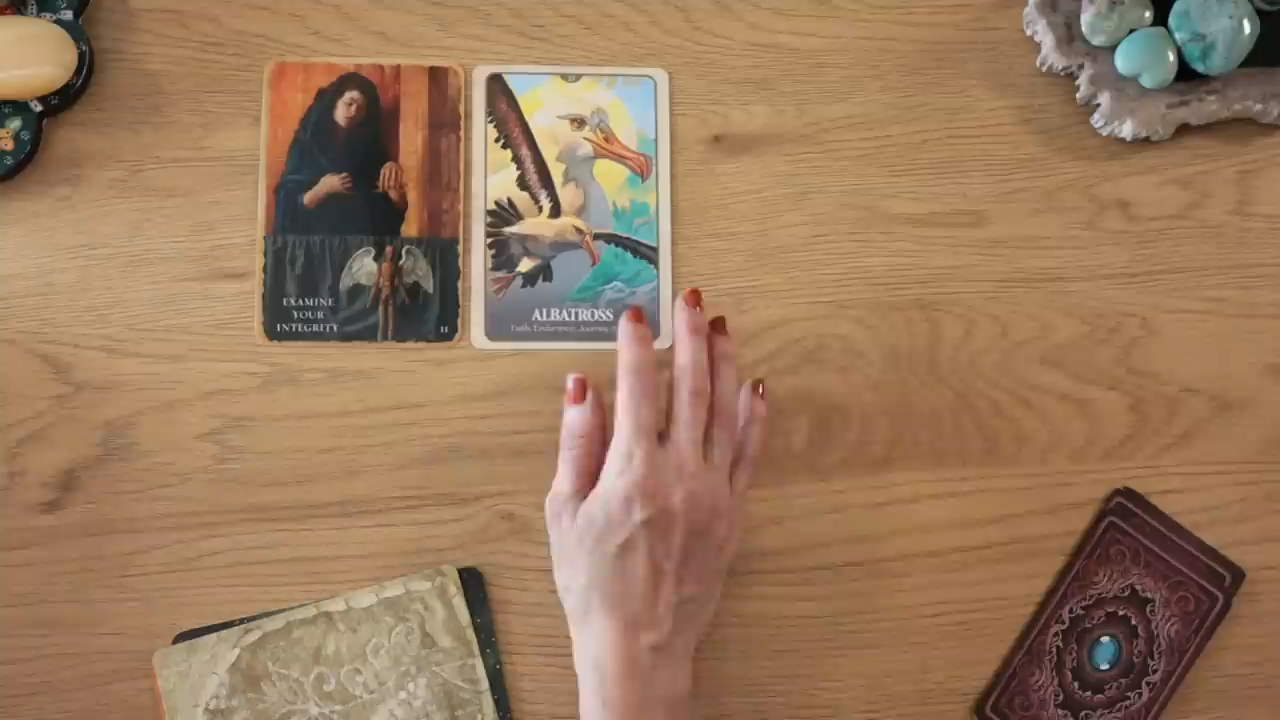 EXAMINE
YOUR
INTEGRITY
11
ALBATROSS
Faith, Endurance, Journey